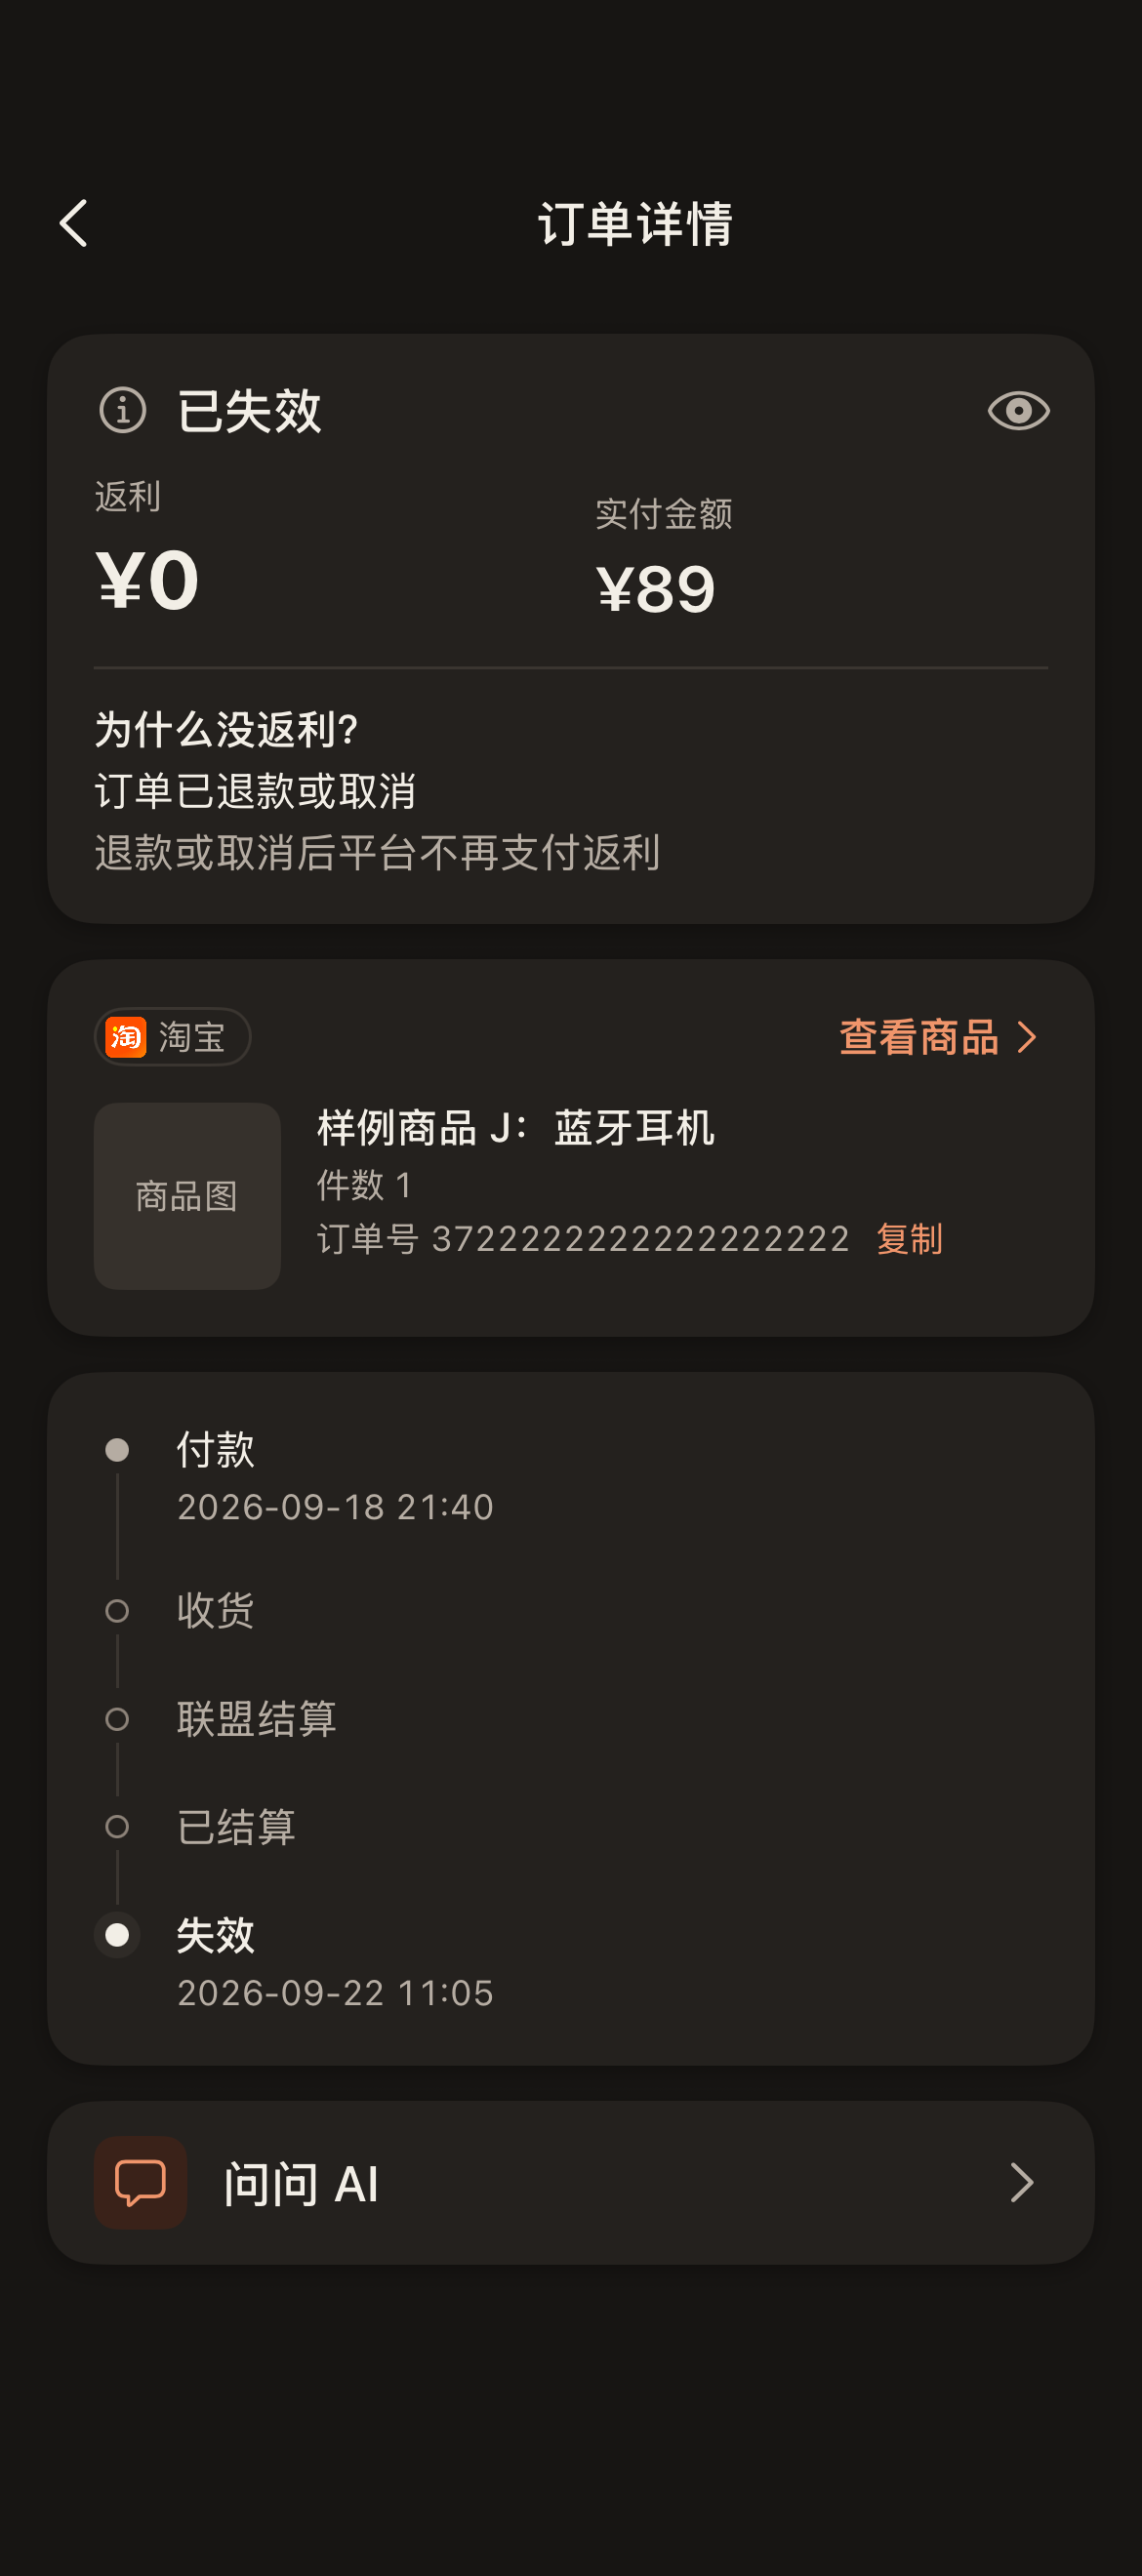 订单详情
已失效
返利
实付金额
¥0
¥89
为什么没返利?
订单已退款或取消
退款或取消后平台不再支付返利
淘 淘宝
查看商品
商品图
样例商品 J：蓝牙耳机
件数 1
订单号 3722222222222222222 复制
付款
2026-09-18 21:40
收货
联盟结算
已结算
失效
2026-09-22 11:05
问问 AI